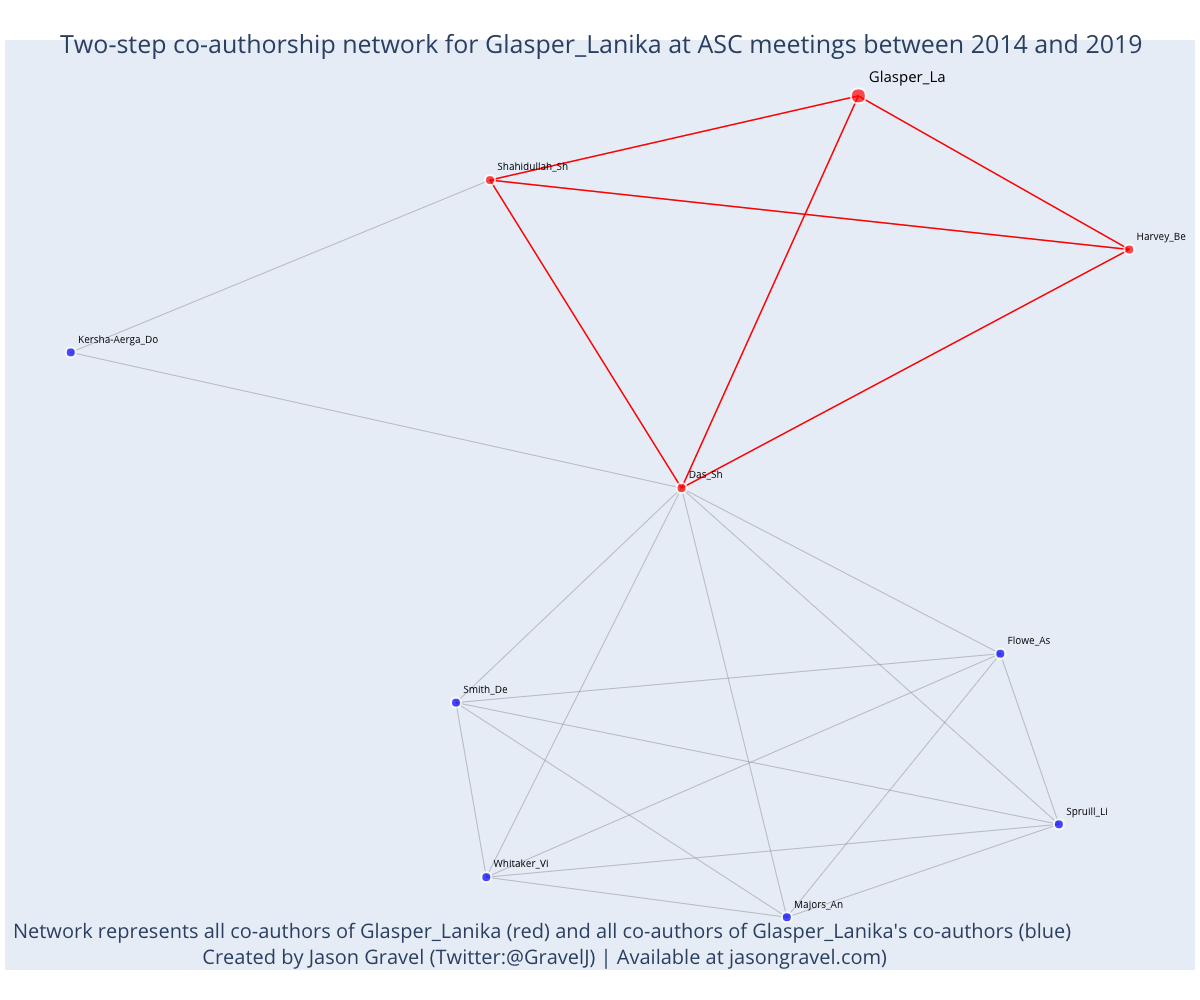 Two-step co-authorship network for Glasper_Lanika at ASC meetings between 2014 and 2019
Glasper_La
Shahidullah_Sh
Harvey_Be
Kersha-Aerga_Do
Das_Sh
Flowe_As
Smith_De
Spruill_Li
Whitaker_Vi
Majors_An
Network represents all co-authors of Glasper_Lanika (red) and all co-authors of Glasper_Lanika's co-authors (blue)
Created by Jason Gravel (Twitter:@GravelJ) | Available at jasongravel.com)